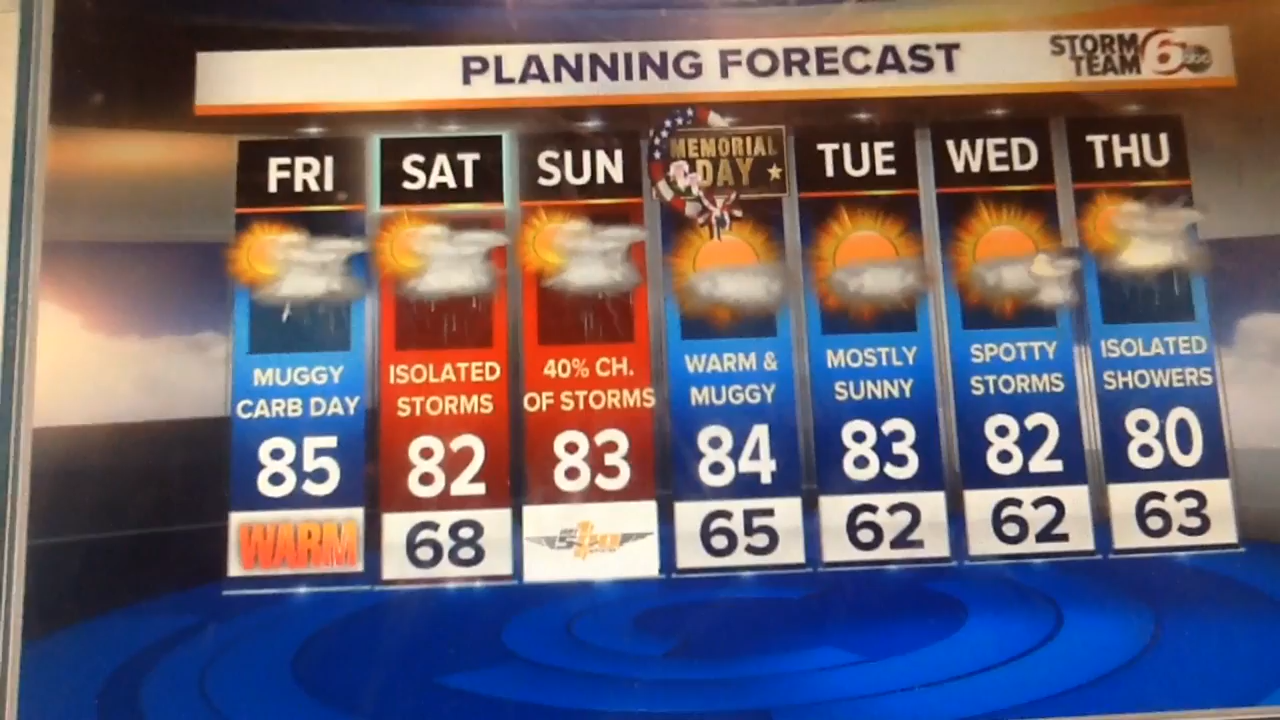 PLANNING FORECAST
STORM
TEAM
6
abc
FRI
SAT
SUN
MEMORIAL
DAY
TUE
WED
THU
MUGGY
CARB DAY
ISOLATED
STORMS
40% CH.
OF STORMS
WARM &
MUGGY
MOSTLY
SUNNY
SPOTTY
STORMS
ISOLATED
SHOWERS
85
82
83
84
83
82
80
WARM
68
65
62
62
63